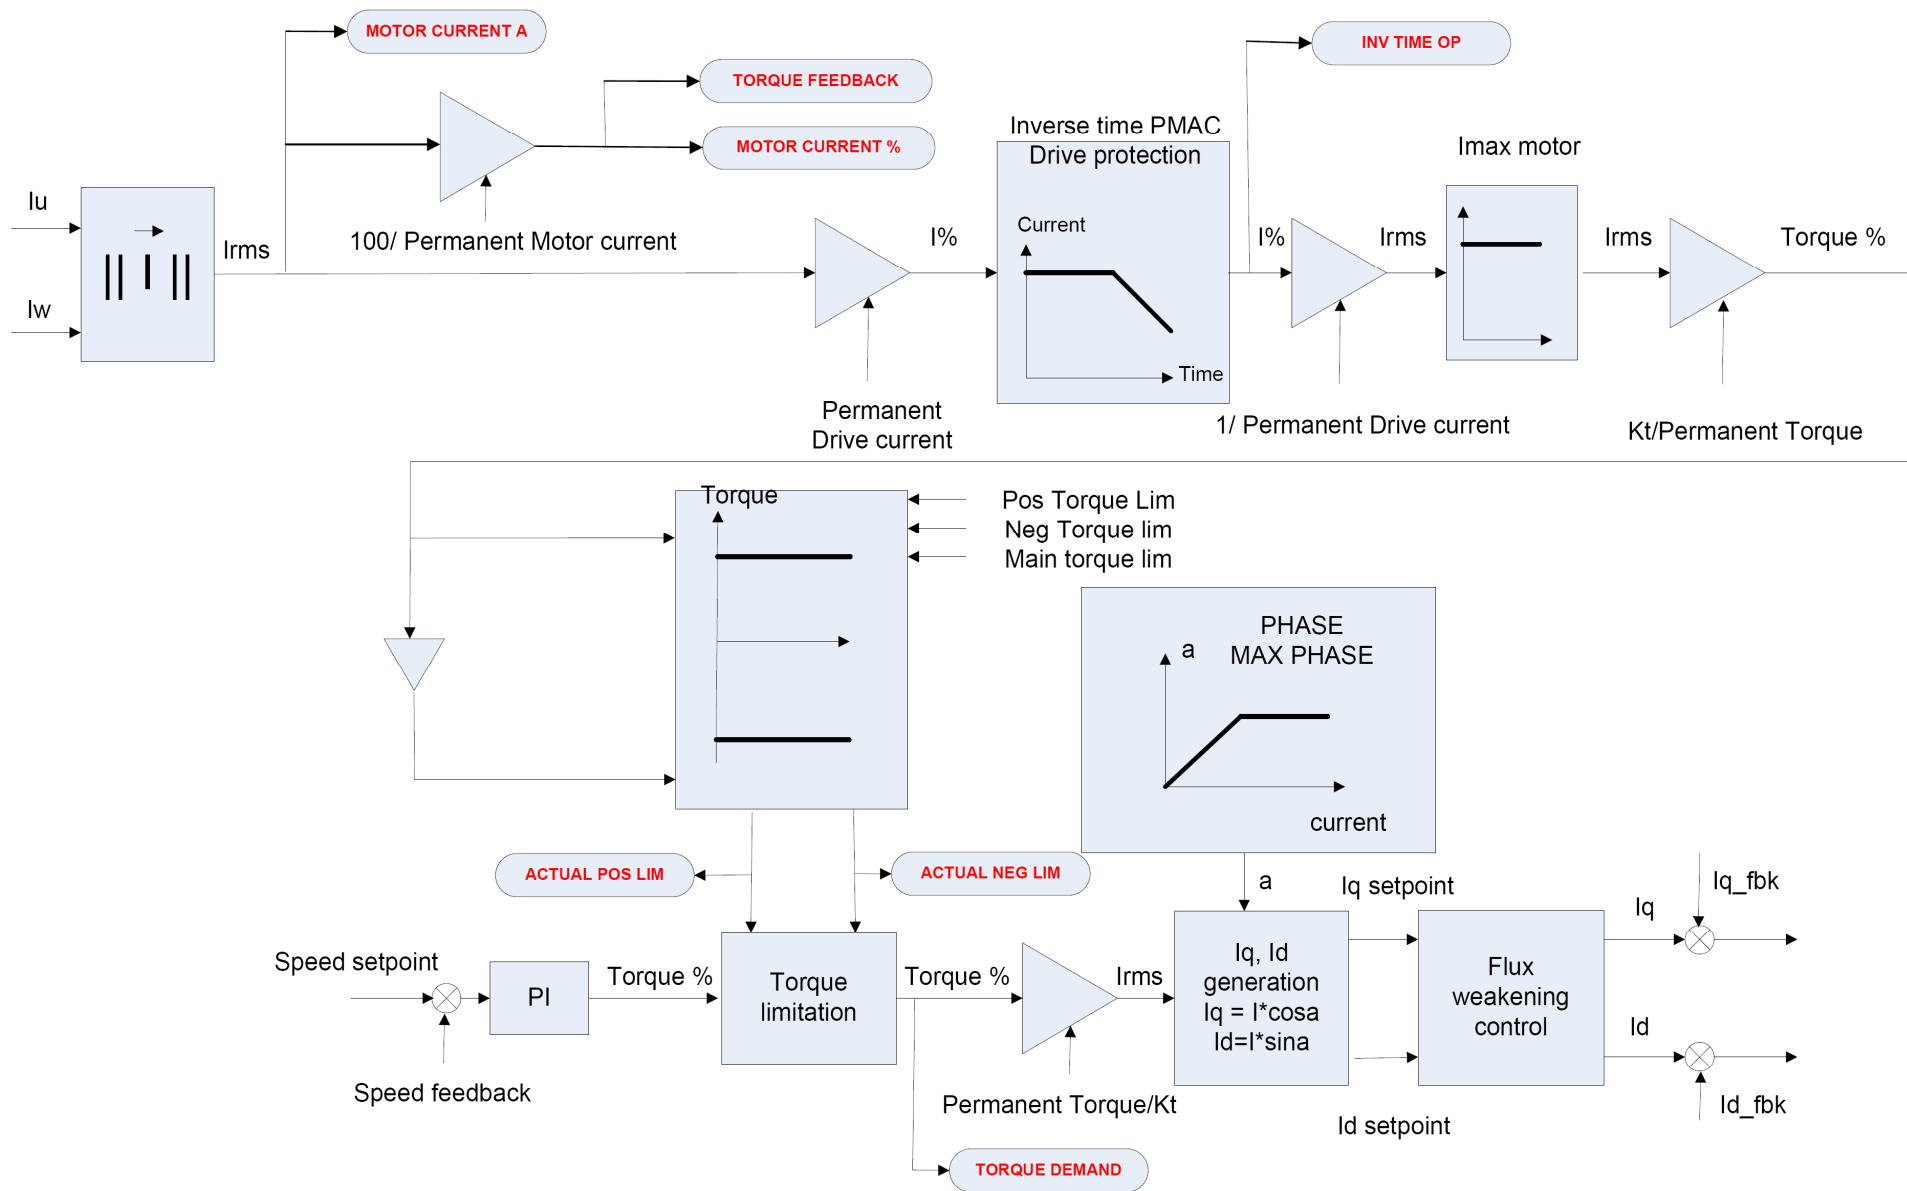 MOTOR CURRENT A
INV TIME OP
TORQUE FEEDBACK
MOTOR CURRENT %
Inverse time PMAC
Drive protection
Imax motor
Iu
Iw
Irms
100/ Permanent Motor current
I%
Current
Time
I%
Irms
Irms
Torque %
Permanent
Drive current
1/ Permanent Drive current
Kt/Permanent Torque
Torque
Pos Torque Lim
Neg Torque lim
Main torque lim
PHASE
MAX PHASE
a
current
ACTUAL POS LIM
ACTUAL NEG LIM
a
Iq setpoint
Iq
Iq_fbk
Speed setpoint
PI
Torque %
Torque
limitation
Torque %
Irms
Iq, Id
generation
Iq = I*cosa
Id=I*sina
Flux
weakening
control
Id
Id_fbk
Speed feedback
Permanent Torque/Kt
Id setpoint
TORQUE DEMAND